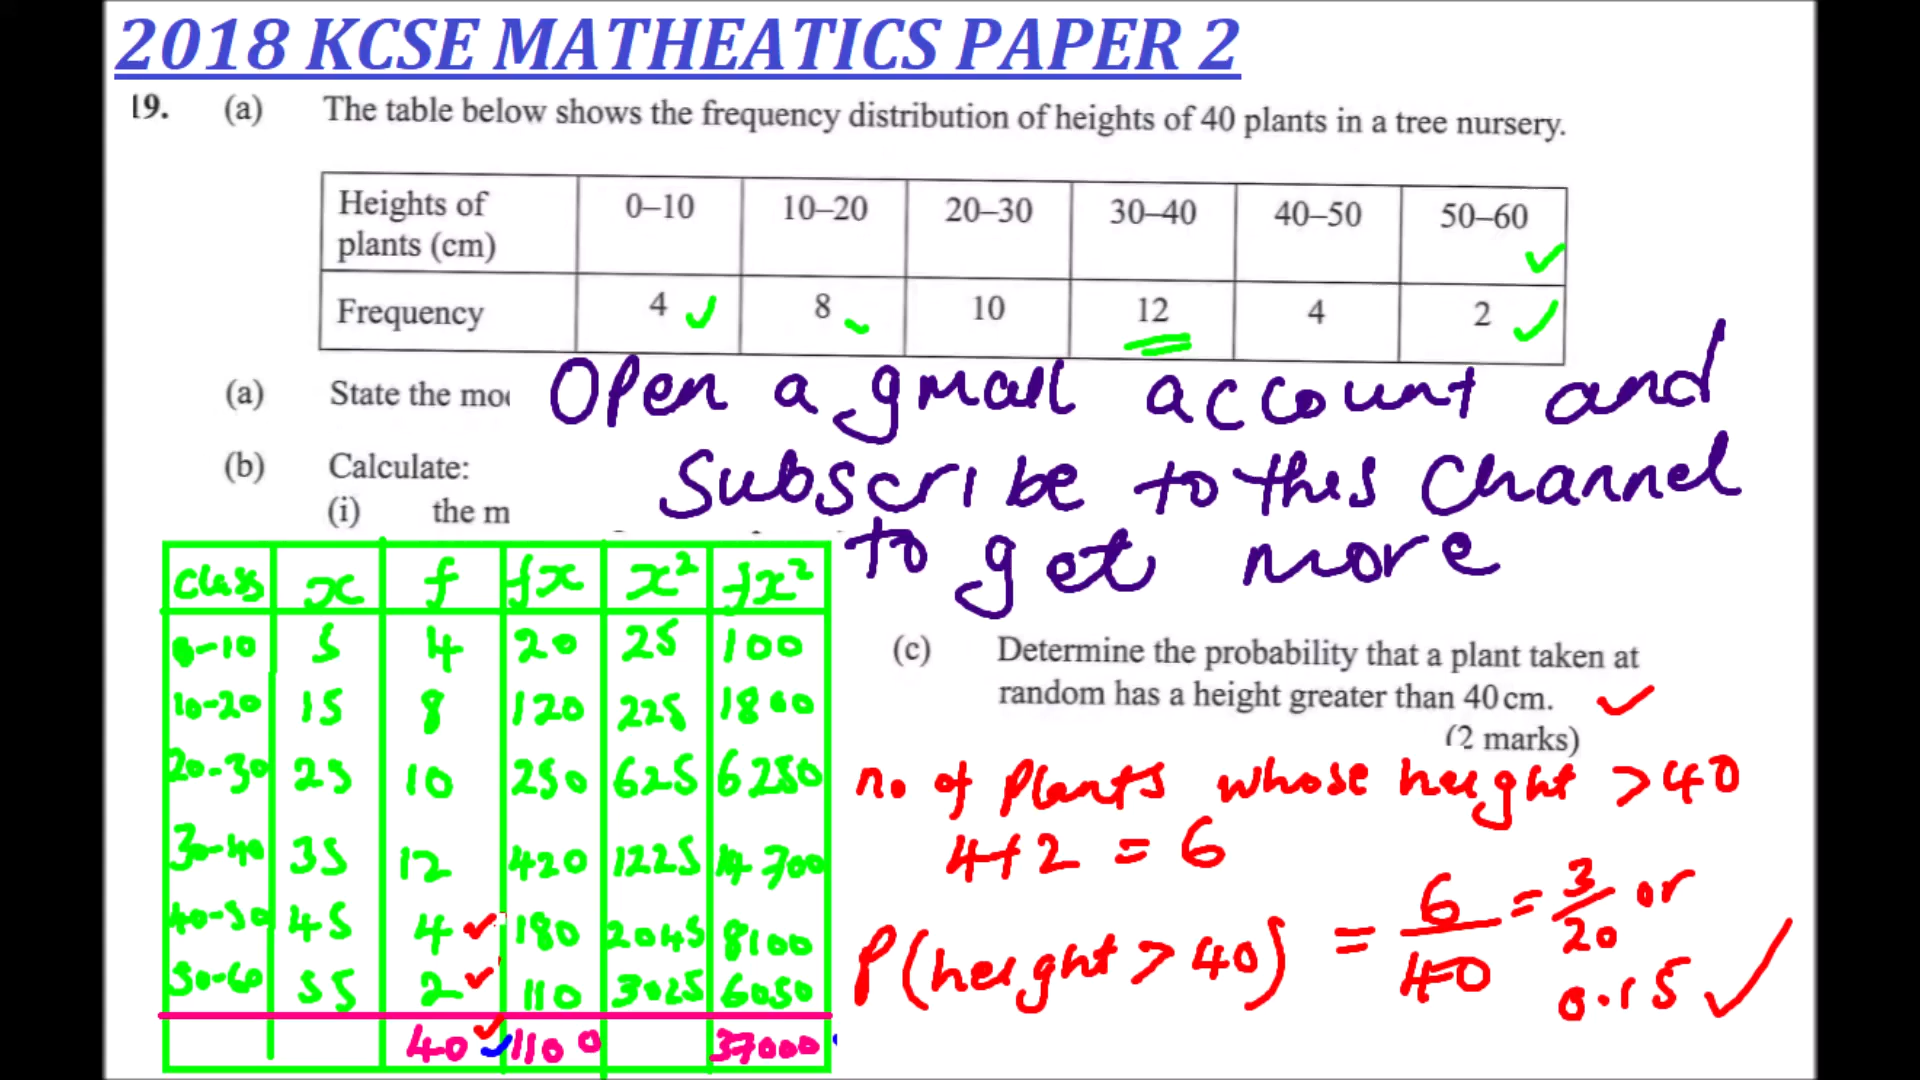 2018 KCSE MATHEATICS PAPER 2
19. (a) The table below shows the frequency distribution of heights of 40 plants in a tree nursery.
Heights of plants (cm) 0–10 10–20 20–30 30–40 40–50 50–60
Frequency 4 8 10 12 4 2
(a) State the mo
Open a gmail account and
(b) Calculate:
Subscribe to this channel
(i) the m
to get more
class x f fx x² fx²
0-10 5 4 20 25 100
10-20 15 8 120 225 1800
20-30 25 10 250 625 6250
30-40 35 12 420 1225 14700
40-50 45 4 180 2045 8100
50-60 55 2 110 3025 6050
40 1100 37000
(c) Determine the probability that a plant taken at
random has a height greater than 40 cm.
(2 marks)
no of Plants whose height > 40
4+2 = 6
P(height > 40) = 6/40 = 3/20 or
0.15